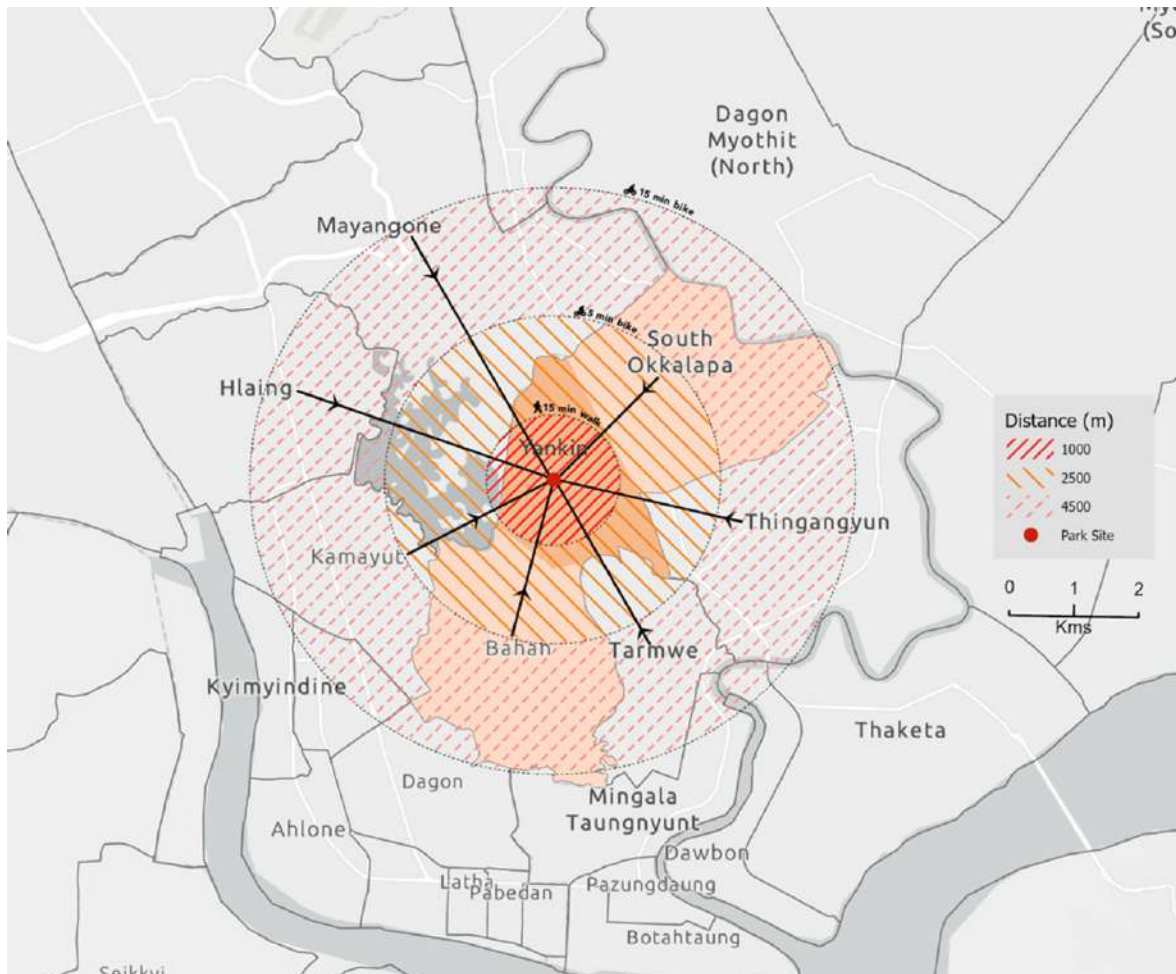 (So
Dagon
Myothit
(North)
15 min bike
Mayangone
5 min bike
South
Okkalapa
Hlaing
15 min walk
Yankin
Distance (m)
1000
2500
4500
Park Site
Thingangyun
Kamayut
0 1 2
Kms
Bahan
Tarmwe
Kyimyindine
Thaketa
Dagon
Mingala
Taungnyunt
Ahlone
Dawbon
Latha
Pabedan
Pazungdaung
Botahtaung